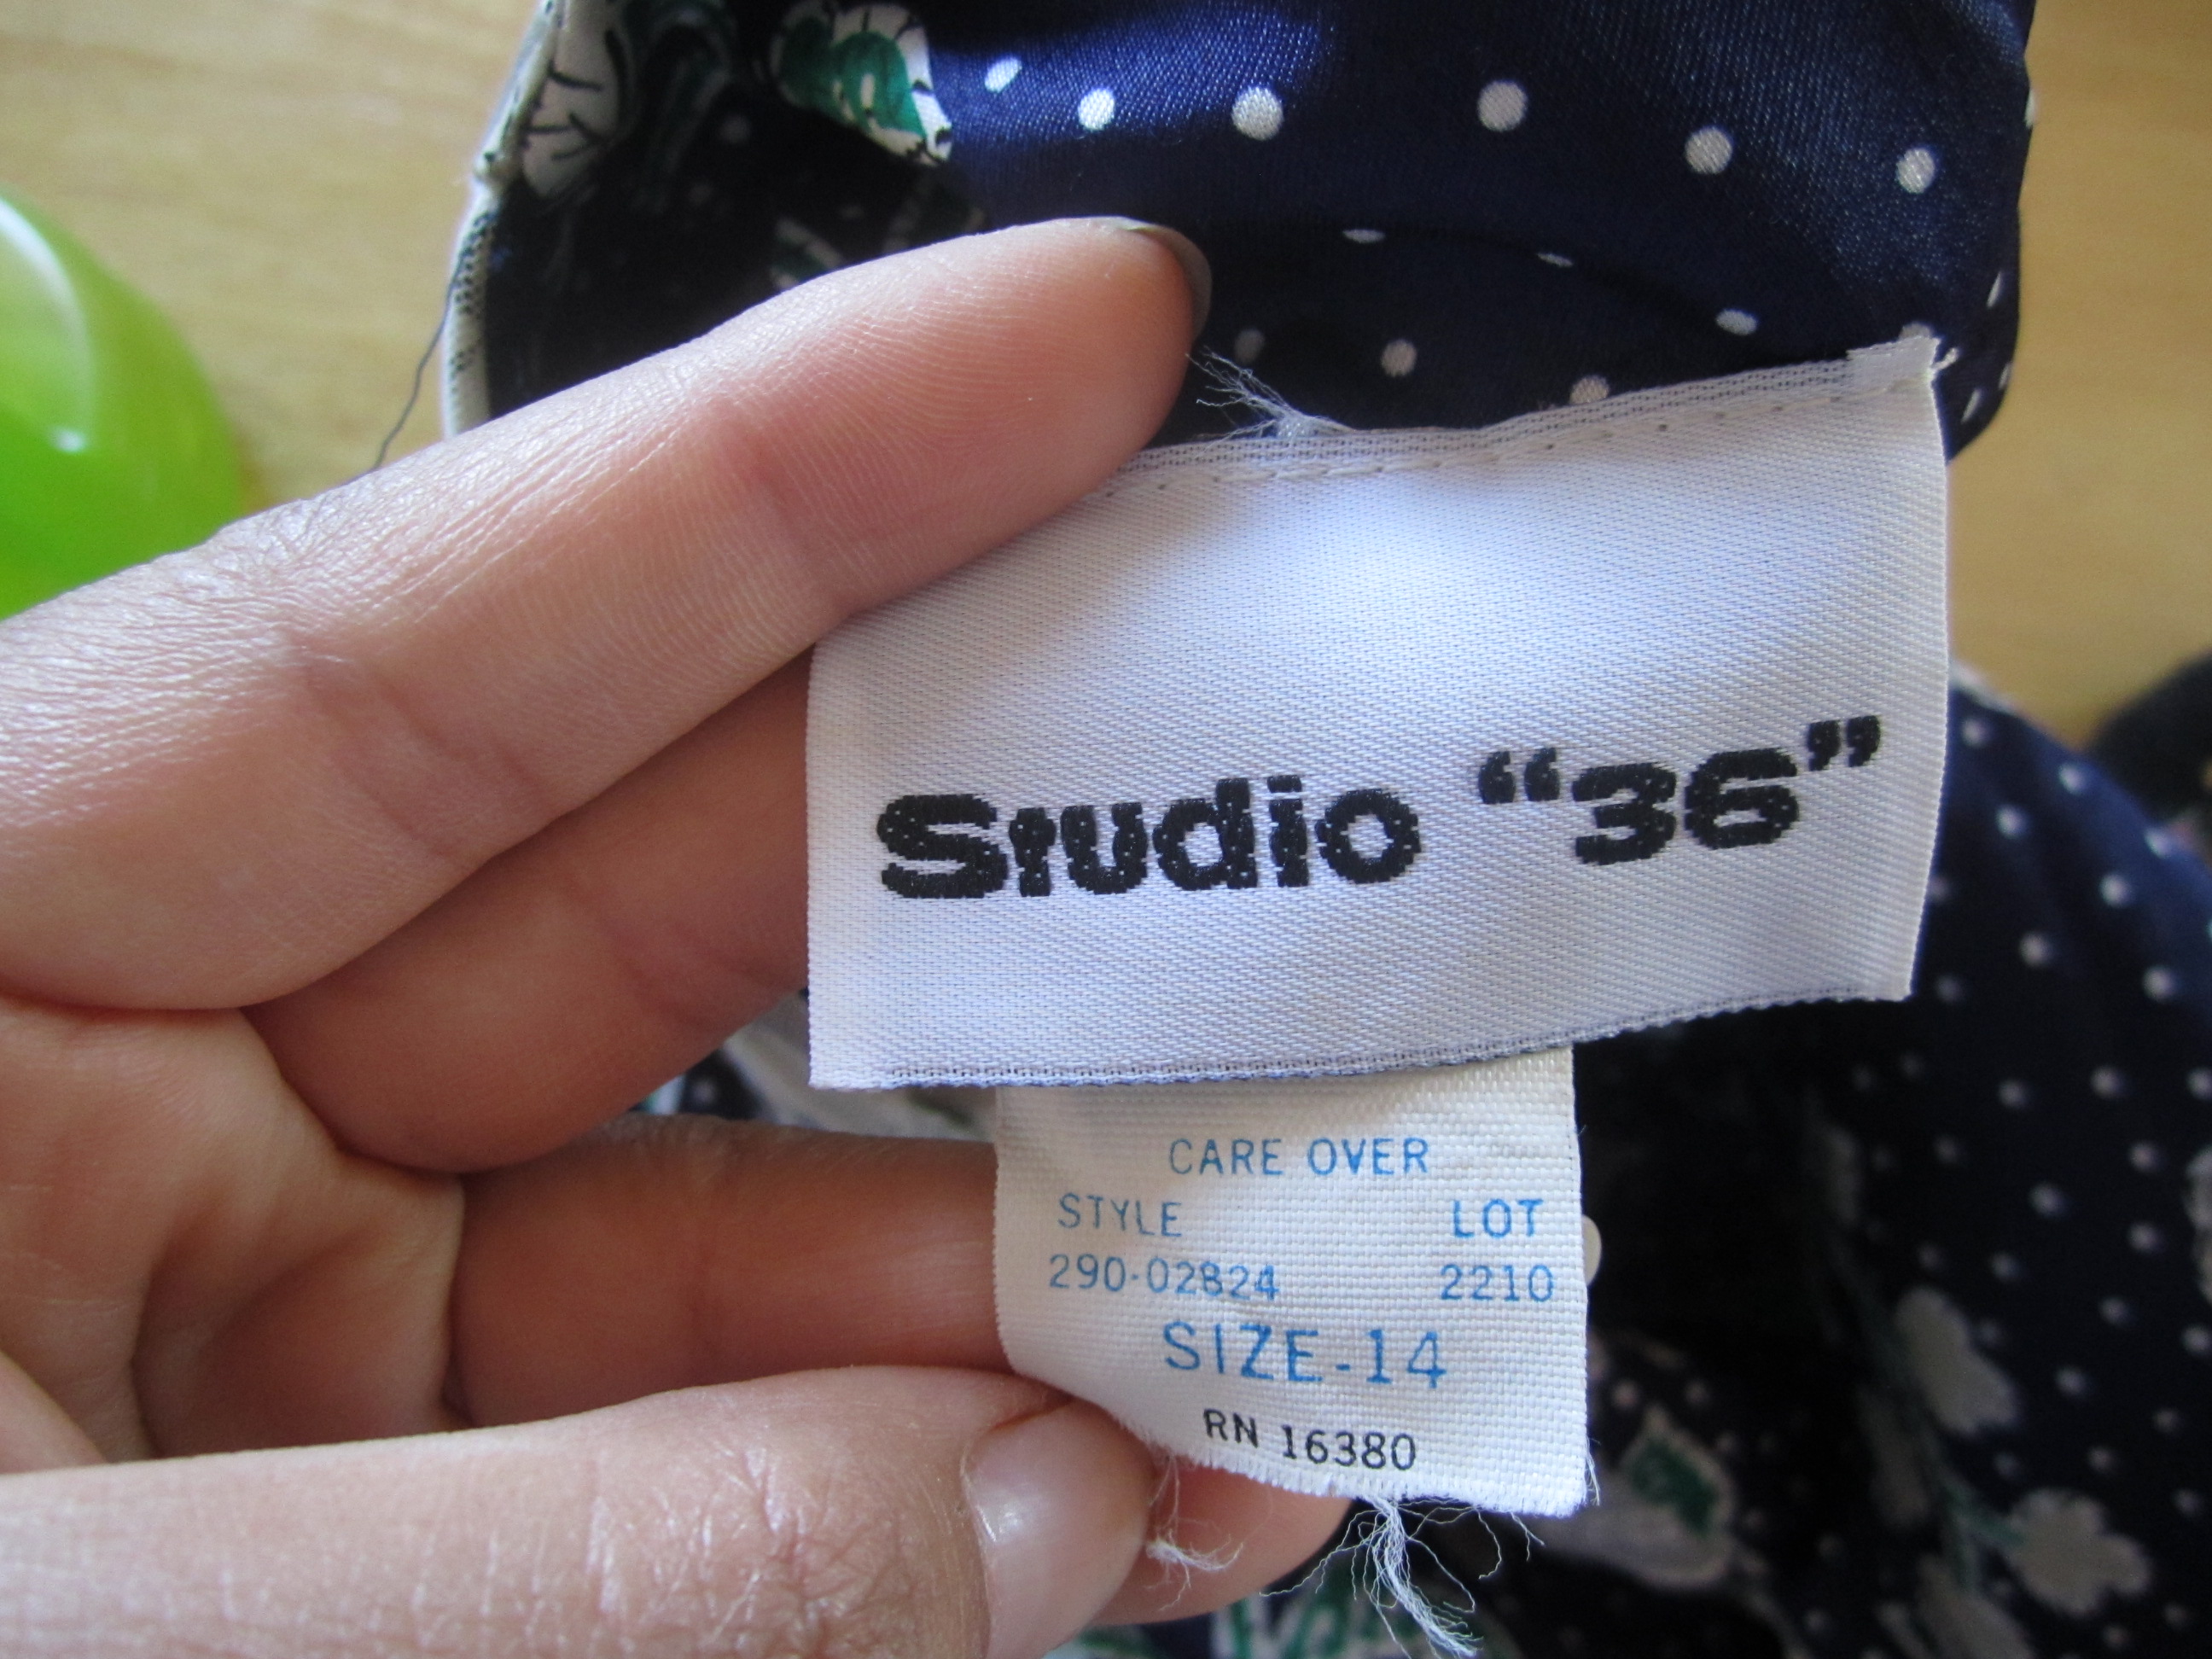 Studio “36”
CARE OVER
STYLE LOT
290-02824 2210
SIZE-14
RN 16380